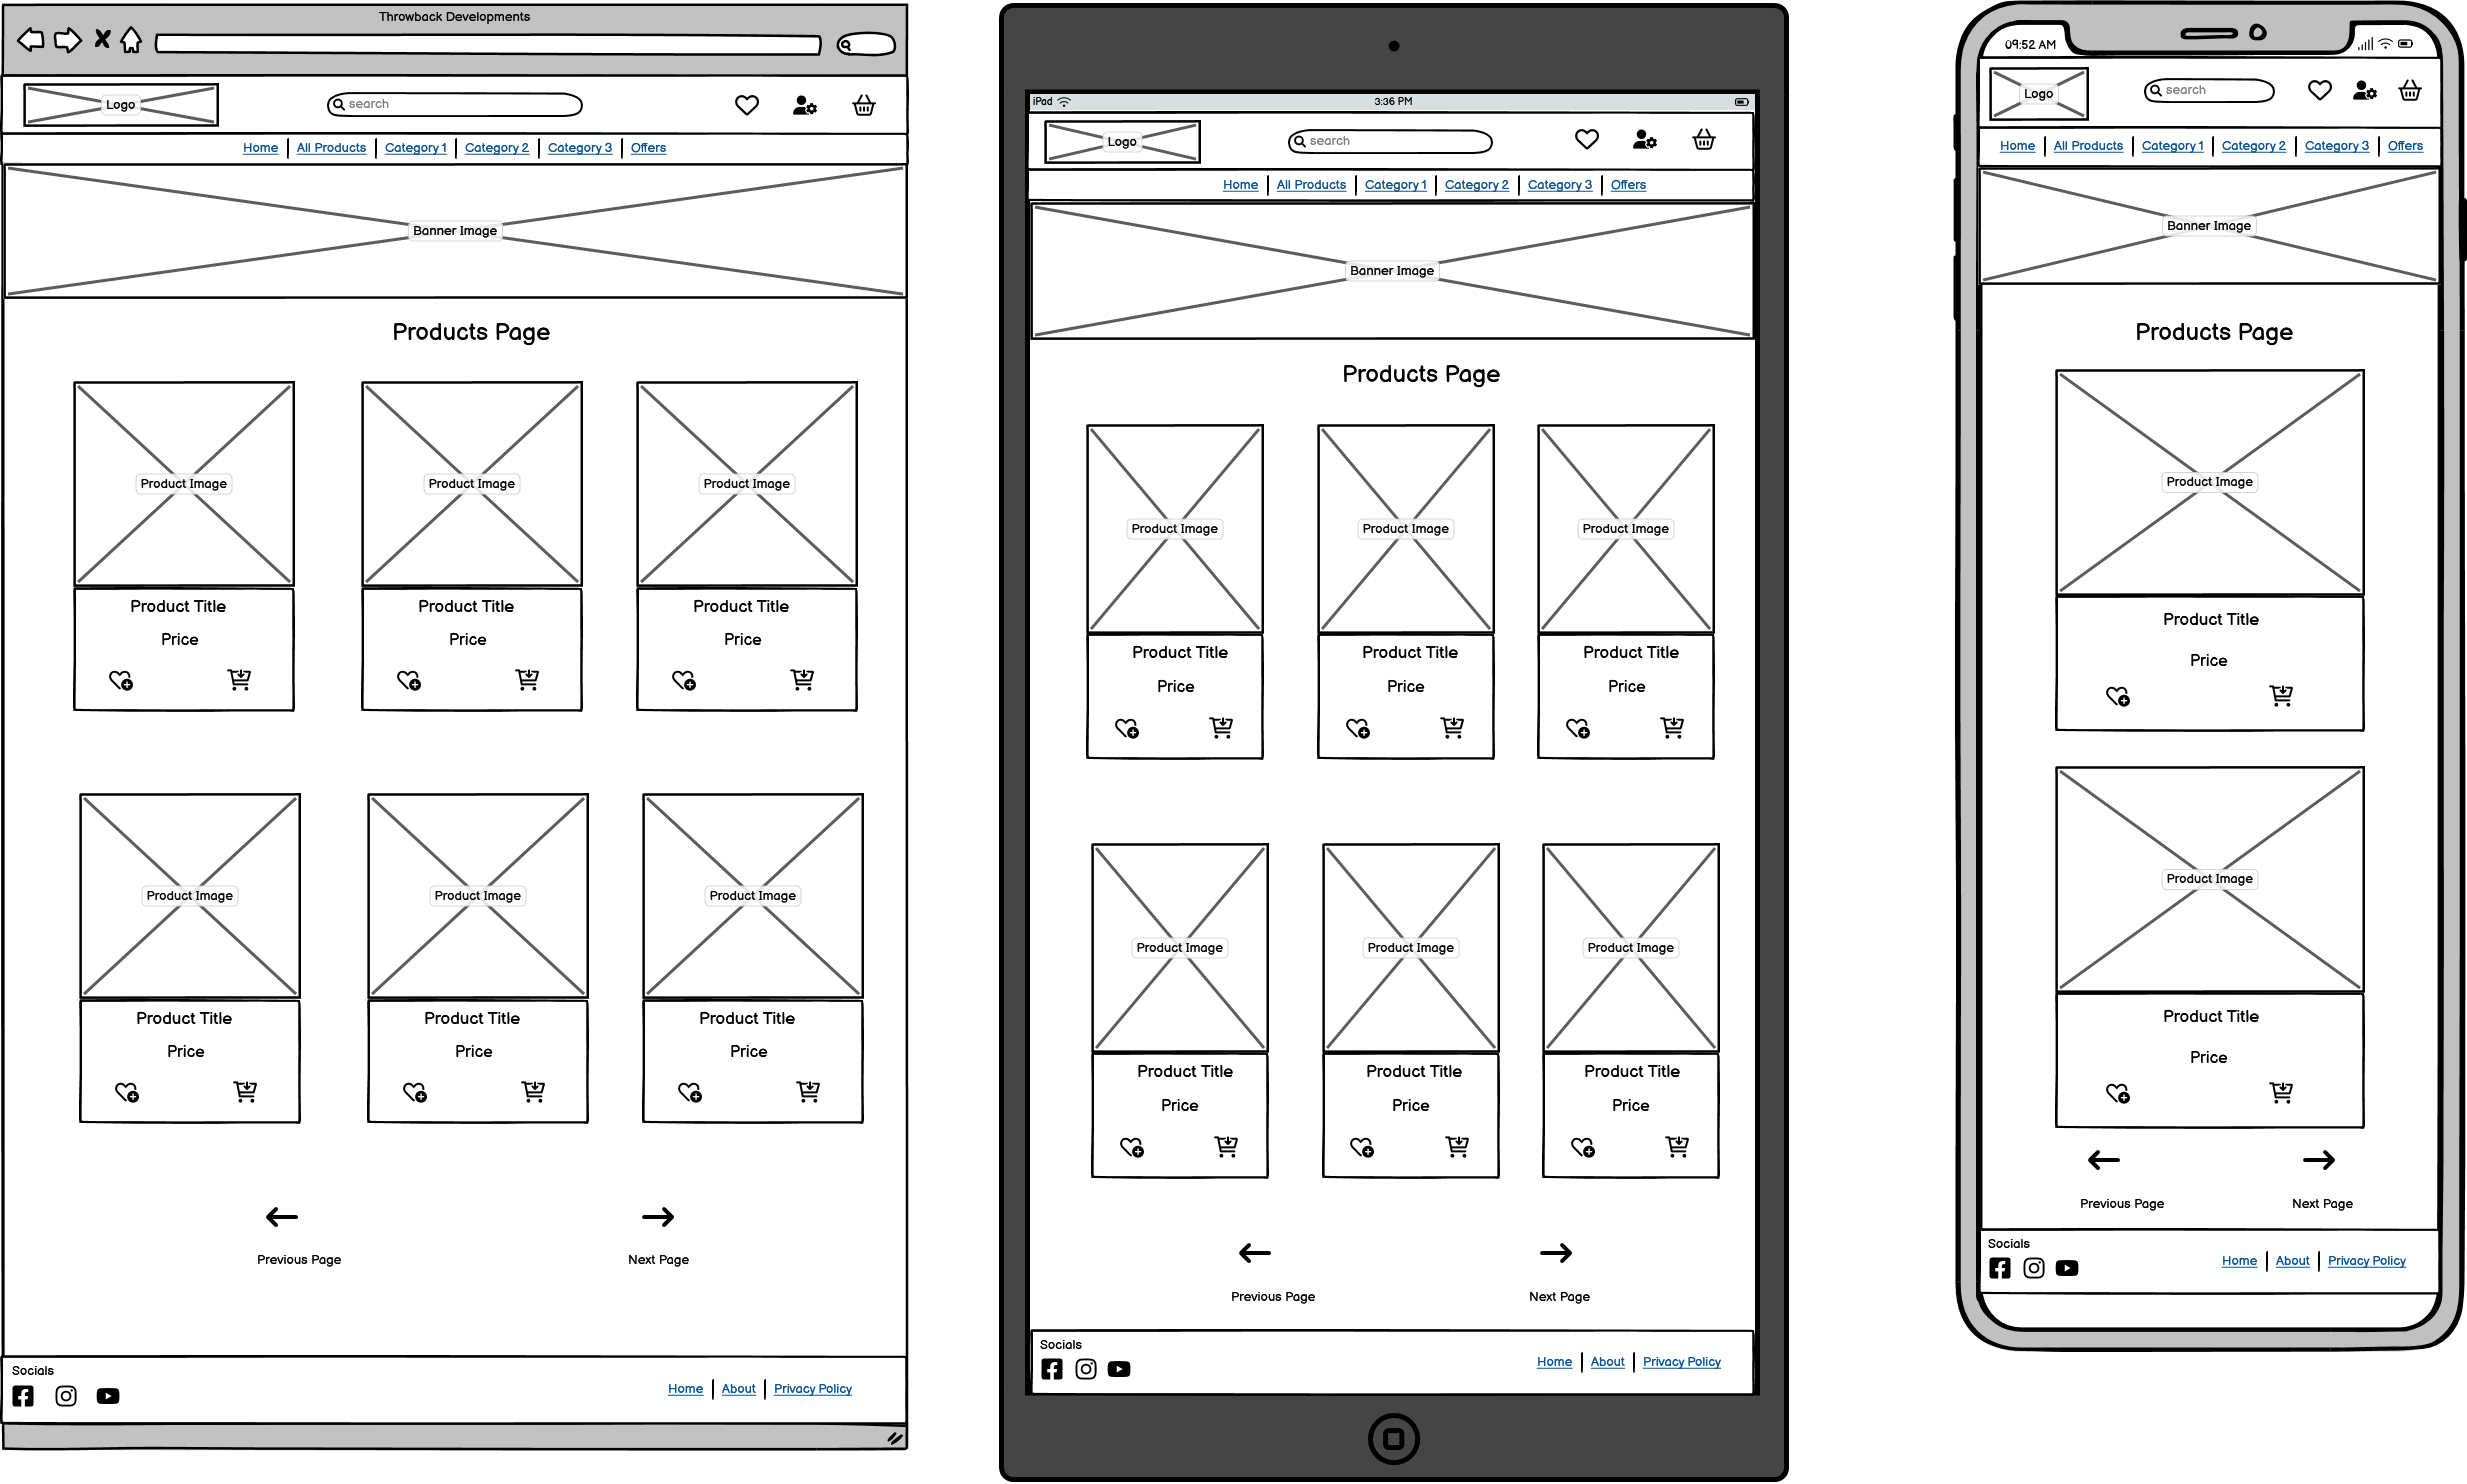 Throwback Developments
Logo
search
Home All Products Category 1 Category 2 Category 3 Offers
Banner Image
Products Page
Product Image Product Image Product Image
Product Title Product Title Product Title
Price Price Price
Product Image Product Image Product Image
Product Title Product Title Product Title
Price Price Price
Previous Page Next Page
Socials
Home About Privacy Policy
iPad 3:36 PM
Logo
search
Home All Products Category 1 Category 2 Category 3 Offers
Banner Image
Products Page
Product Image Product Image Product Image
Product Title Product Title Product Title
Price Price Price
Product Image Product Image Product Image
Product Title Product Title Product Title
Price Price Price
Previous Page Next Page
Socials
Home About Privacy Policy
09:52 AM
Logo
search
Home All Products Category 1 Category 2 Category 3 Offers
Banner Image
Products Page
Product Image
Product Title
Price
Product Image
Product Title
Price
Previous Page Next Page
Socials
Home About Privacy Policy